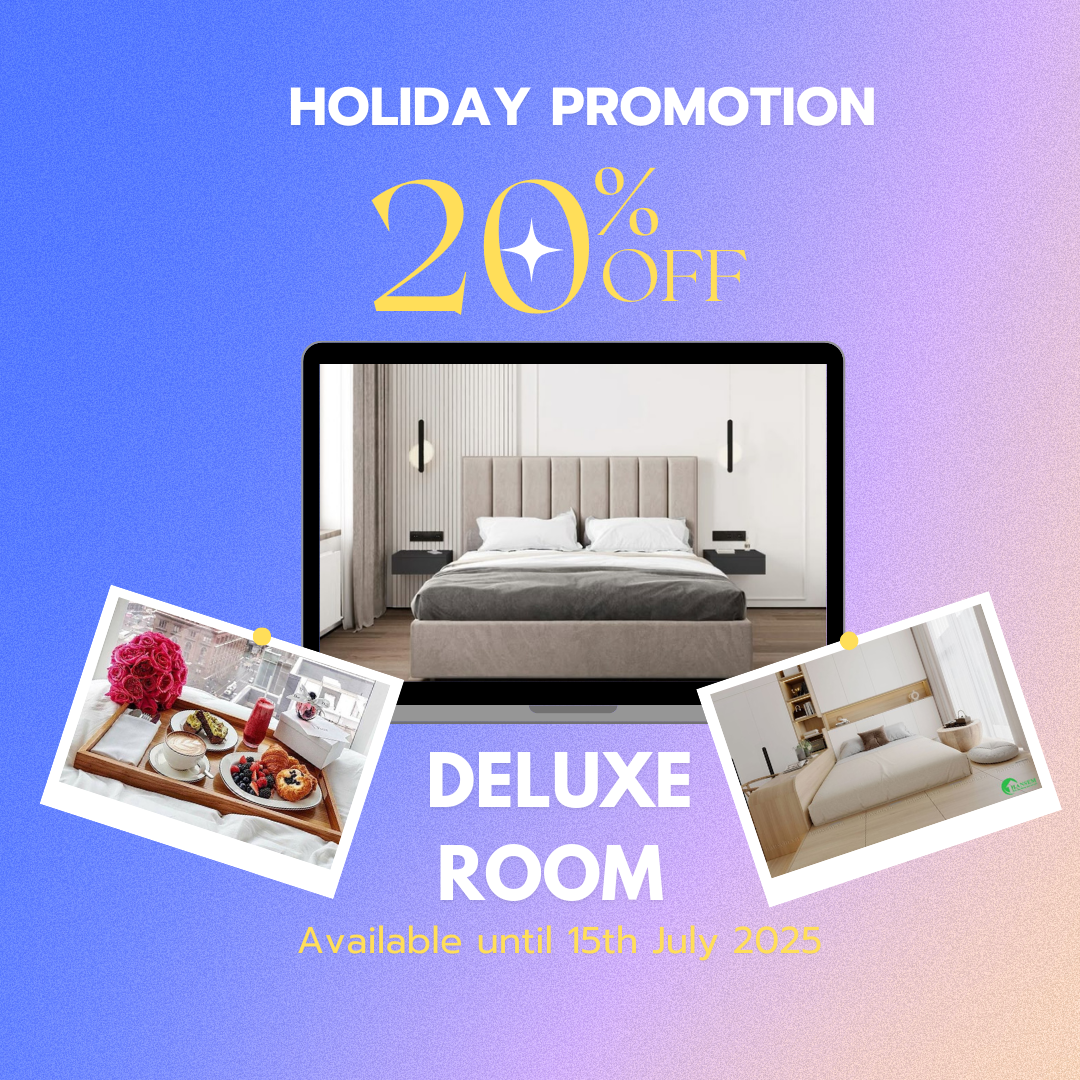 HOLIDAY PROMOTION
20% OFF
DELUXE
ROOM
Available until 15th July 2025